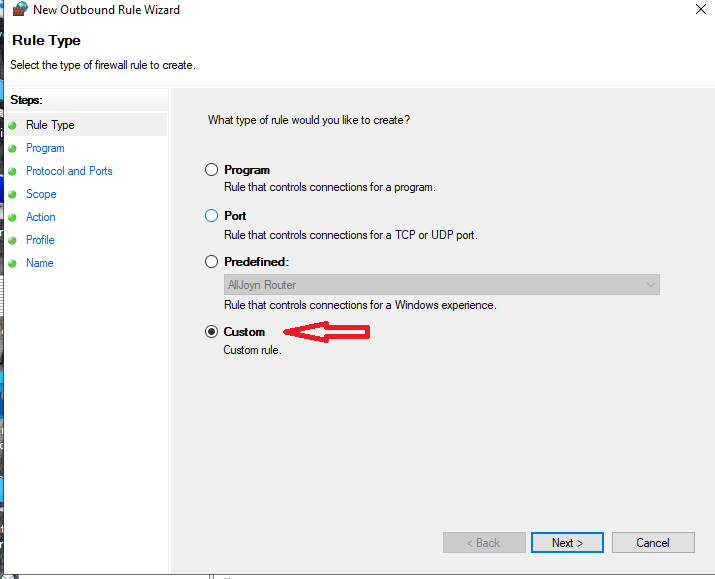 New Outbound Rule Wizard
Rule Type
Select the type of firewall rule to create.
Steps:
Rule Type
Program
Protocol and Ports
Scope
Action
Profile
Name
What type of rule would you like to create?
Program
Rule that controls connections for a program.
Port
Rule that controls connections for a TCP or UDP port.
Predefined:
AllJoyn Router
Rule that controls connections for a Windows experience.
Custom
Custom rule.
< Back
Next >
Cancel